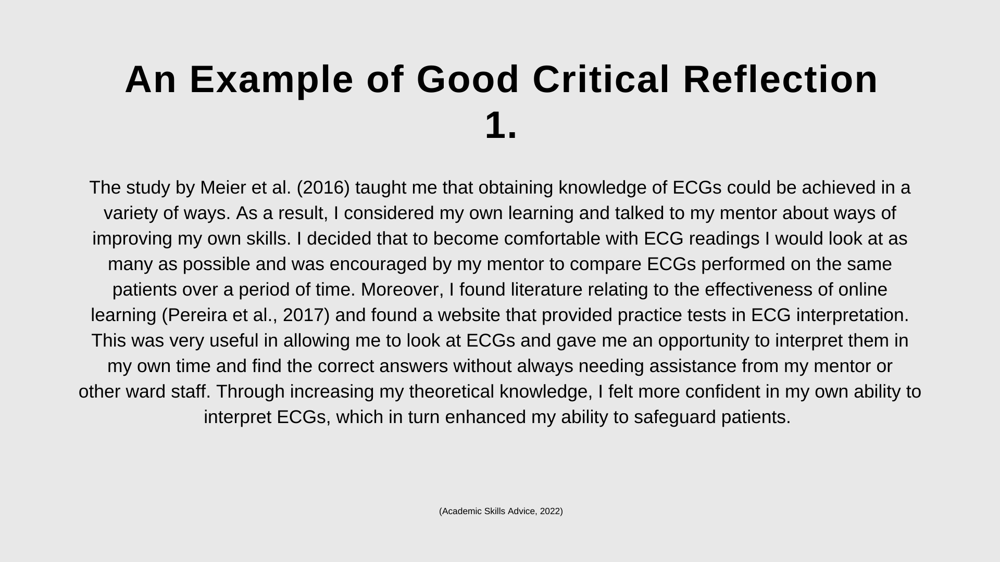 An Example of Good Critical Reflection
1.
The study by Meier et al. (2016) taught me that obtaining knowledge of ECGs could be achieved in a
variety of ways. As a result, I considered my own learning and talked to my mentor about ways of
improving my own skills. I decided that to become comfortable with ECG readings I would look at as
many as possible and was encouraged by my mentor to compare ECGs performed on the same
patients over a period of time. Moreover, I found literature relating to the effectiveness of online
learning (Pereira et al., 2017) and found a website that provided practice tests in ECG interpretation.
This was very useful in allowing me to look at ECGs and gave me an opportunity to interpret them in
my own time and find the correct answers without always needing assistance from my mentor or
other ward staff. Through increasing my theoretical knowledge, I felt more confident in my own ability to
interpret ECGs, which in turn enhanced my ability to safeguard patients.
(Academic Skills Advice, 2022)